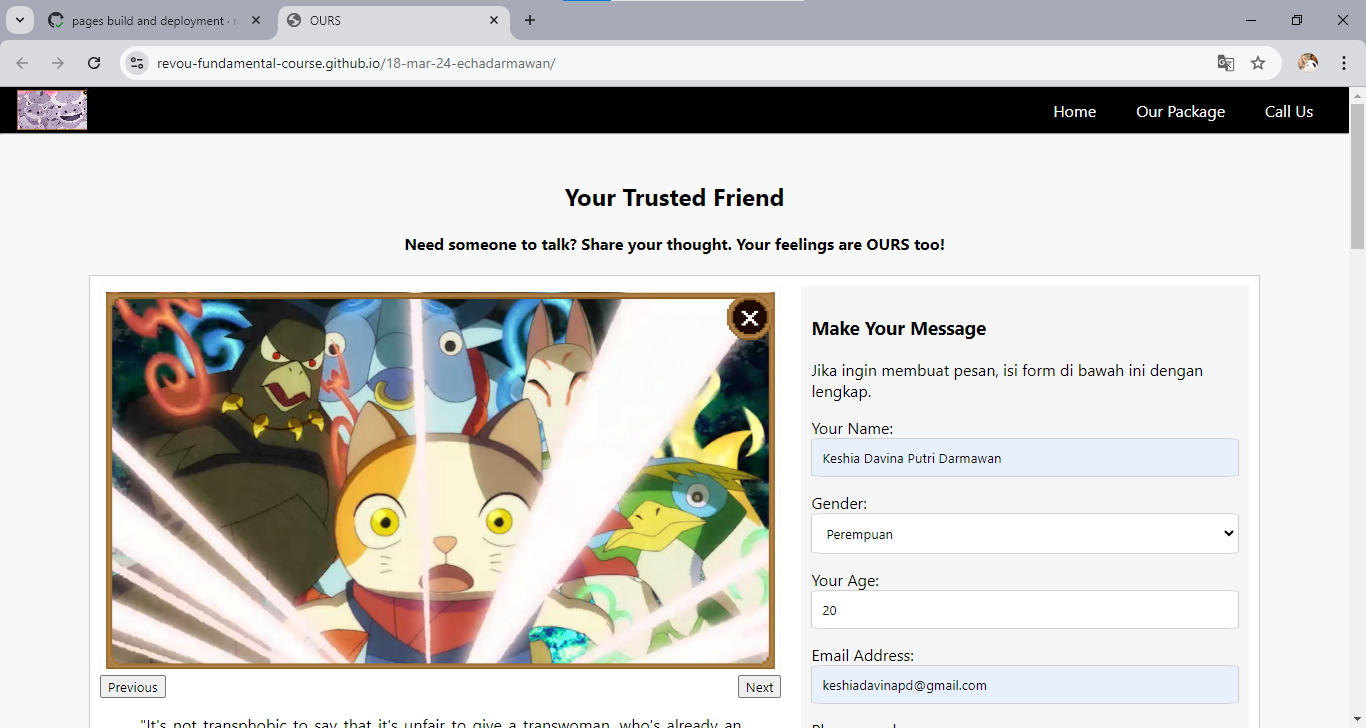 pages build and deployment · r
OURS
revou-fundamental-course.github.io/18-mar-24-echadarmawan/
Home
Our Package
Call Us
Your Trusted Friend
Need someone to talk? Share your thought. Your feelings are OURS too!
Make Your Message
Jika ingin membuat pesan, isi form di bawah ini dengan
lengkap.
Your Name:
Keshia Davina Putri Darmawan
Gender:
Perempuan
Your Age:
20
Email Address:
keshiadavinapd@gmail.com
Previous
Next
"It's not transphobic to say that it's unfair to give a transwoman, who's already an